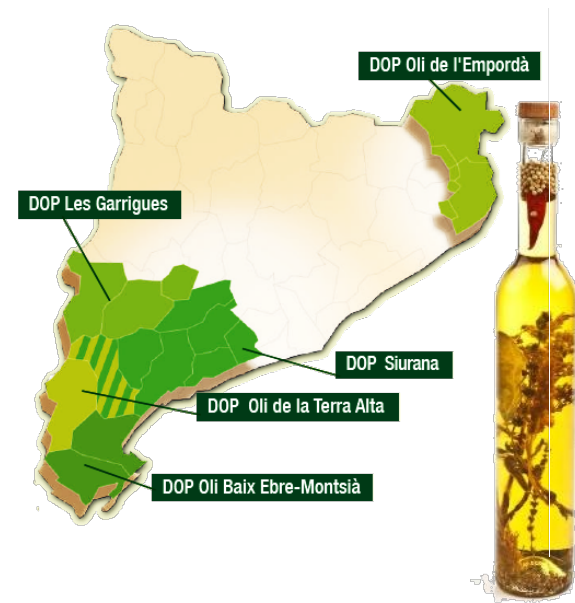 DOP Oli de l'Empordà
DOP Les Garrigues
DOP Siurana
DOP Oli de la Terra Alta
DOP Oli Baix Ebre-Montsià